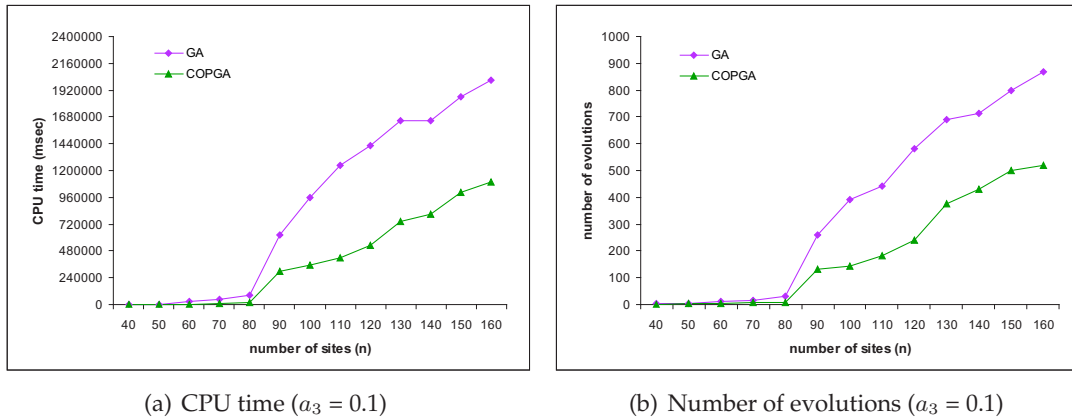 2400000
2160000
1920000
1680000
1440000
1200000
960000
720000
480000
240000
0
CPU time (msec)
GA
COPGA
40 50 60 70 80 90 100 110 120 130 140 150 160
number of sites (n)
(a) CPU time (a₃ = 0.1)
1000
900
800
700
600
500
400
300
200
100
0
number of evolutions
GA
COPGA
40 50 60 70 80 90 100 110 120 130 140 150 160
number of sites (n)
(b) Number of evolutions (a₃ = 0.1)